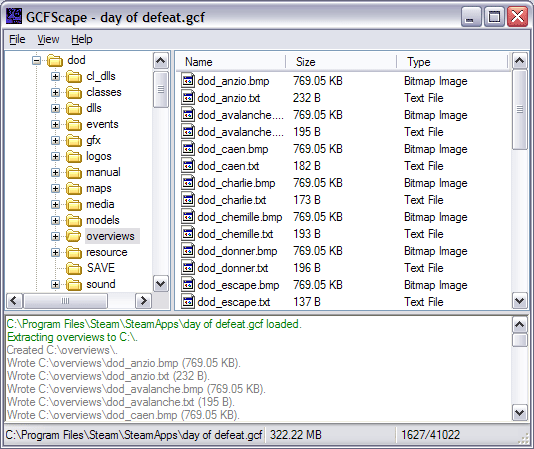 GCFScape - day of defeat.gcf
File View Help
dod
cl_dlls
classes
dlls
events
gfx
logos
manual
maps
media
models
overviews
resource
SAVE
sound
Name Size Type
dod_anzio.bmp 769.05 KB Bitmap Image
dod_anzio.txt 232 B Text File
dod_avalanche.... 769.05 KB Bitmap Image
dod_avalanche.... 195 B Text File
dod_caen.bmp 769.05 KB Bitmap Image
dod_caen.txt 182 B Text File
dod_charlie.bmp 769.05 KB Bitmap Image
dod_charlie.txt 173 B Text File
dod_chemille.bmp 769.05 KB Bitmap Image
dod_chemille.txt 193 B Text File
dod_donner.bmp 769.05 KB Bitmap Image
dod_donner.txt 196 B Text File
dod_escape.bmp 769.05 KB Bitmap Image
dod_escape.txt 137 B Text File
C:\Program Files\Steam\SteamApps\day of defeat.gcf loaded.
Extracting overviews to C:\.
Created C:\overviews\.
Wrote C:\overviews\dod_anzio.bmp (769.05 KB).
Wrote C:\overviews\dod_anzio.txt (232 B).
Wrote C:\overviews\dod_avalanche.bmp (769.05 KB).
Wrote C:\overviews\dod_avalanche.txt (195 B).
Wrote C:\overviews\dod_caen.bmp (769.05 KB).
C:\Program Files\Steam\SteamApps\day of defeat.gcf 322.22 MB 1627/41022